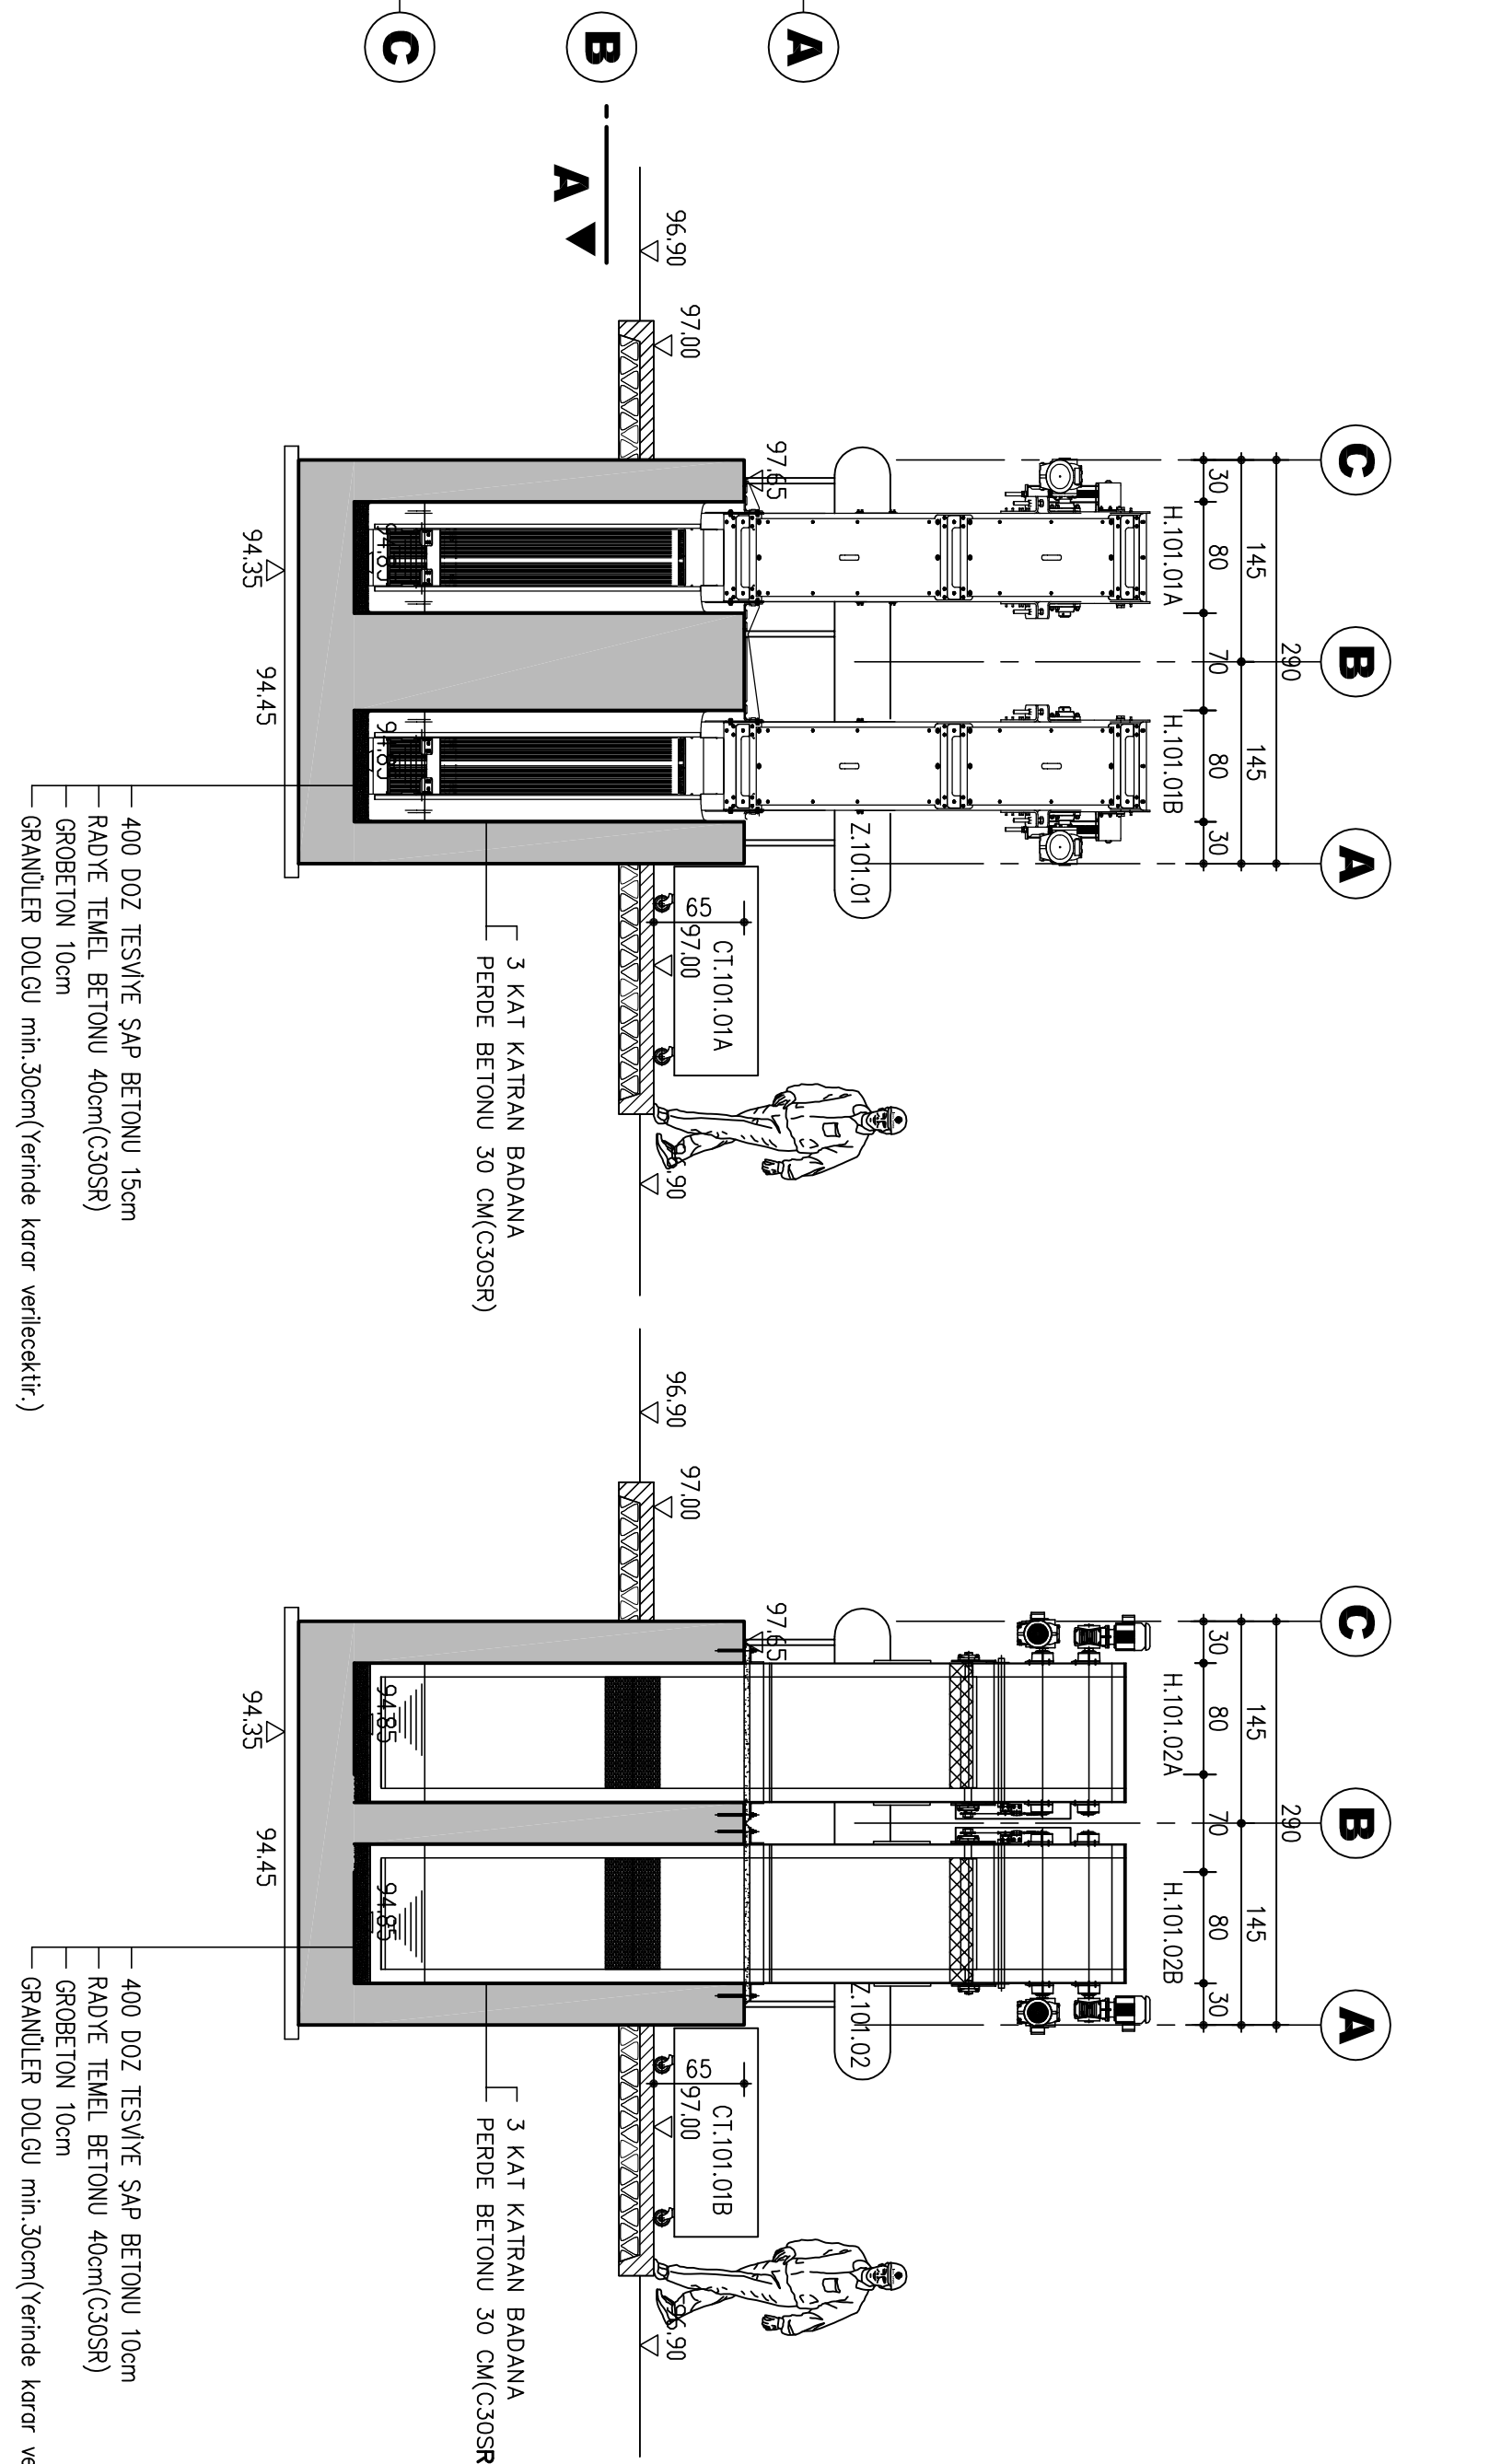 C
B
A
A
96.90
97.00
97.65
C
B
A
290
145
145
30
80
70
80
30
H.101.01A
H.101.01B
Z.101.01
CT.101.01A
65
97.00
94.85
94.85
94.35
94.45
3 KAT KATRAN BADANA
PERDE BETONU 30 CM(C30SR)
400 DOZ TESVİYE ŞAP BETONU 15cm
RADYE TEMEL BETONU 40cm(C30SR)
GROBETON 10cm
GRANÜLER DOLGU min.30cm(Yerinde karar verilecektir.)
96.90
97.00
97.65
C
B
A
290
145
145
30
80
70
80
30
H.101.02A
H.101.02B
Z.101.02
CT.101.01B
65
97.00
96.90
94.85
94.85
94.35
94.45
3 KAT KATRAN BADANA
PERDE BETONU 30 CM(C30SR
400 DOZ TESVİYE ŞAP BETONU 10cm
RADYE TEMEL BETONU 40cm(C30SR)
GROBETON 10cm
GRANÜLER DOLGU min.30cm(Yerinde karar